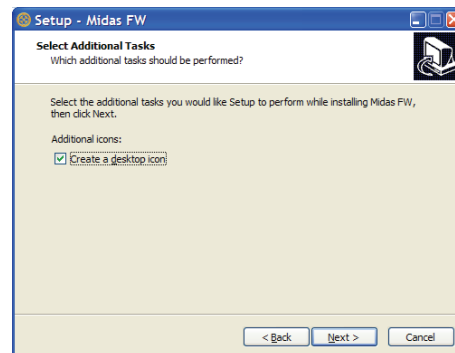 Setup - Midas FW
Select Additional Tasks
Which additional tasks should be performed?
Select the additional tasks you would like Setup to perform while installing Midas FW,
then click Next.
Additional icons:
Create a desktop icon
< Back
Next >
Cancel